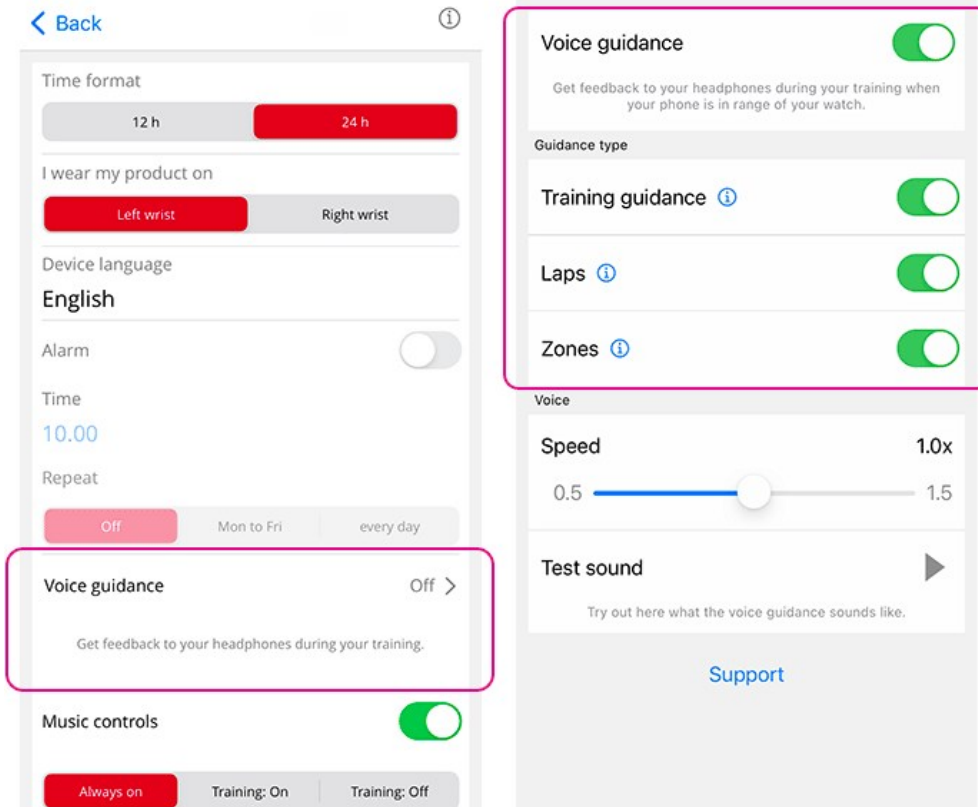 Back
Time format
12 h
24 h
I wear my product on
Left wrist
Right wrist
Device language
English
Alarm
Time
10.00
Repeat
Off
Mon to Fri
every day
Voice guidance
Off
Get feedback to your headphones during your training.
Music controls
Always on
Training: On
Training: Off
Voice guidance
Get feedback to your headphones during your training when
your phone is in range of your watch.
Guidance type
Training guidance
Laps
Zones
Voice
Speed
1.0x
0.5
1.5
Test sound
Try out here what the voice guidance sounds like.
Support